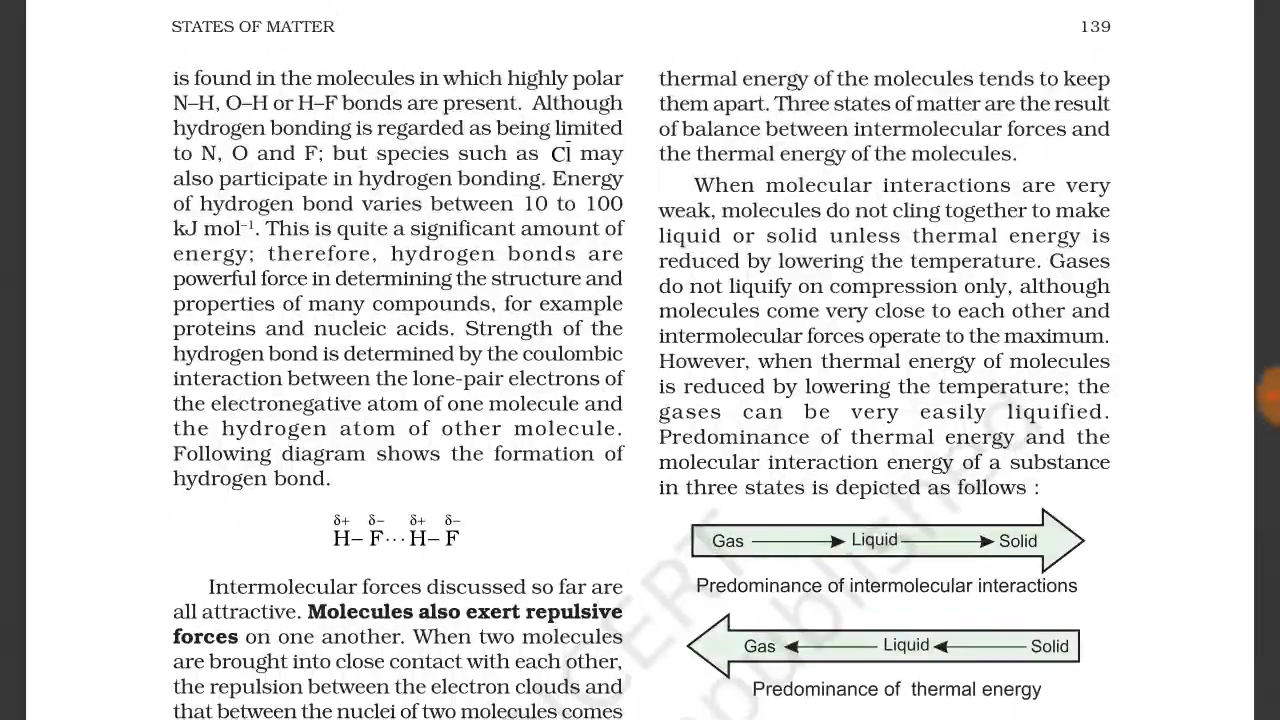 STATES OF MATTER
139
is found in the molecules in which highly polar
N–H, O–H or H–F bonds are present. Although
hydrogen bonding is regarded as being limited
to N, O and F; but species such as Cl̄ may
also participate in hydrogen bonding. Energy
of hydrogen bond varies between 10 to 100
kJ mol⁻¹. This is quite a significant amount of
energy; therefore, hydrogen bonds are
powerful force in determining the structure and
properties of many compounds, for example
proteins and nucleic acids. Strength of the
hydrogen bond is determined by the coulombic
interaction between the lone-pair electrons of
the electronegative atom of one molecule and
the hydrogen atom of other molecule.
Following diagram shows the formation of
hydrogen bond.
δ+ δ– δ+ δ–
H– F···H– F
Intermolecular forces discussed so far are
all attractive. Molecules also exert repulsive
forces on one another. When two molecules
are brought into close contact with each other,
the repulsion between the electron clouds and
that between the nuclei of two molecules comes
thermal energy of the molecules tends to keep
them apart. Three states of matter are the result
of balance between intermolecular forces and
the thermal energy of the molecules.
When molecular interactions are very
weak, molecules do not cling together to make
liquid or solid unless thermal energy is
reduced by lowering the temperature. Gases
do not liquify on compression only, although
molecules come very close to each other and
intermolecular forces operate to the maximum.
However, when thermal energy of molecules
is reduced by lowering the temperature; the
gases can be very easily liquified.
Predominance of thermal energy and the
molecular interaction energy of a substance
in three states is depicted as follows :
Gas Liquid Solid
Predominance of intermolecular interactions
Gas Liquid Solid
Predominance of thermal energy